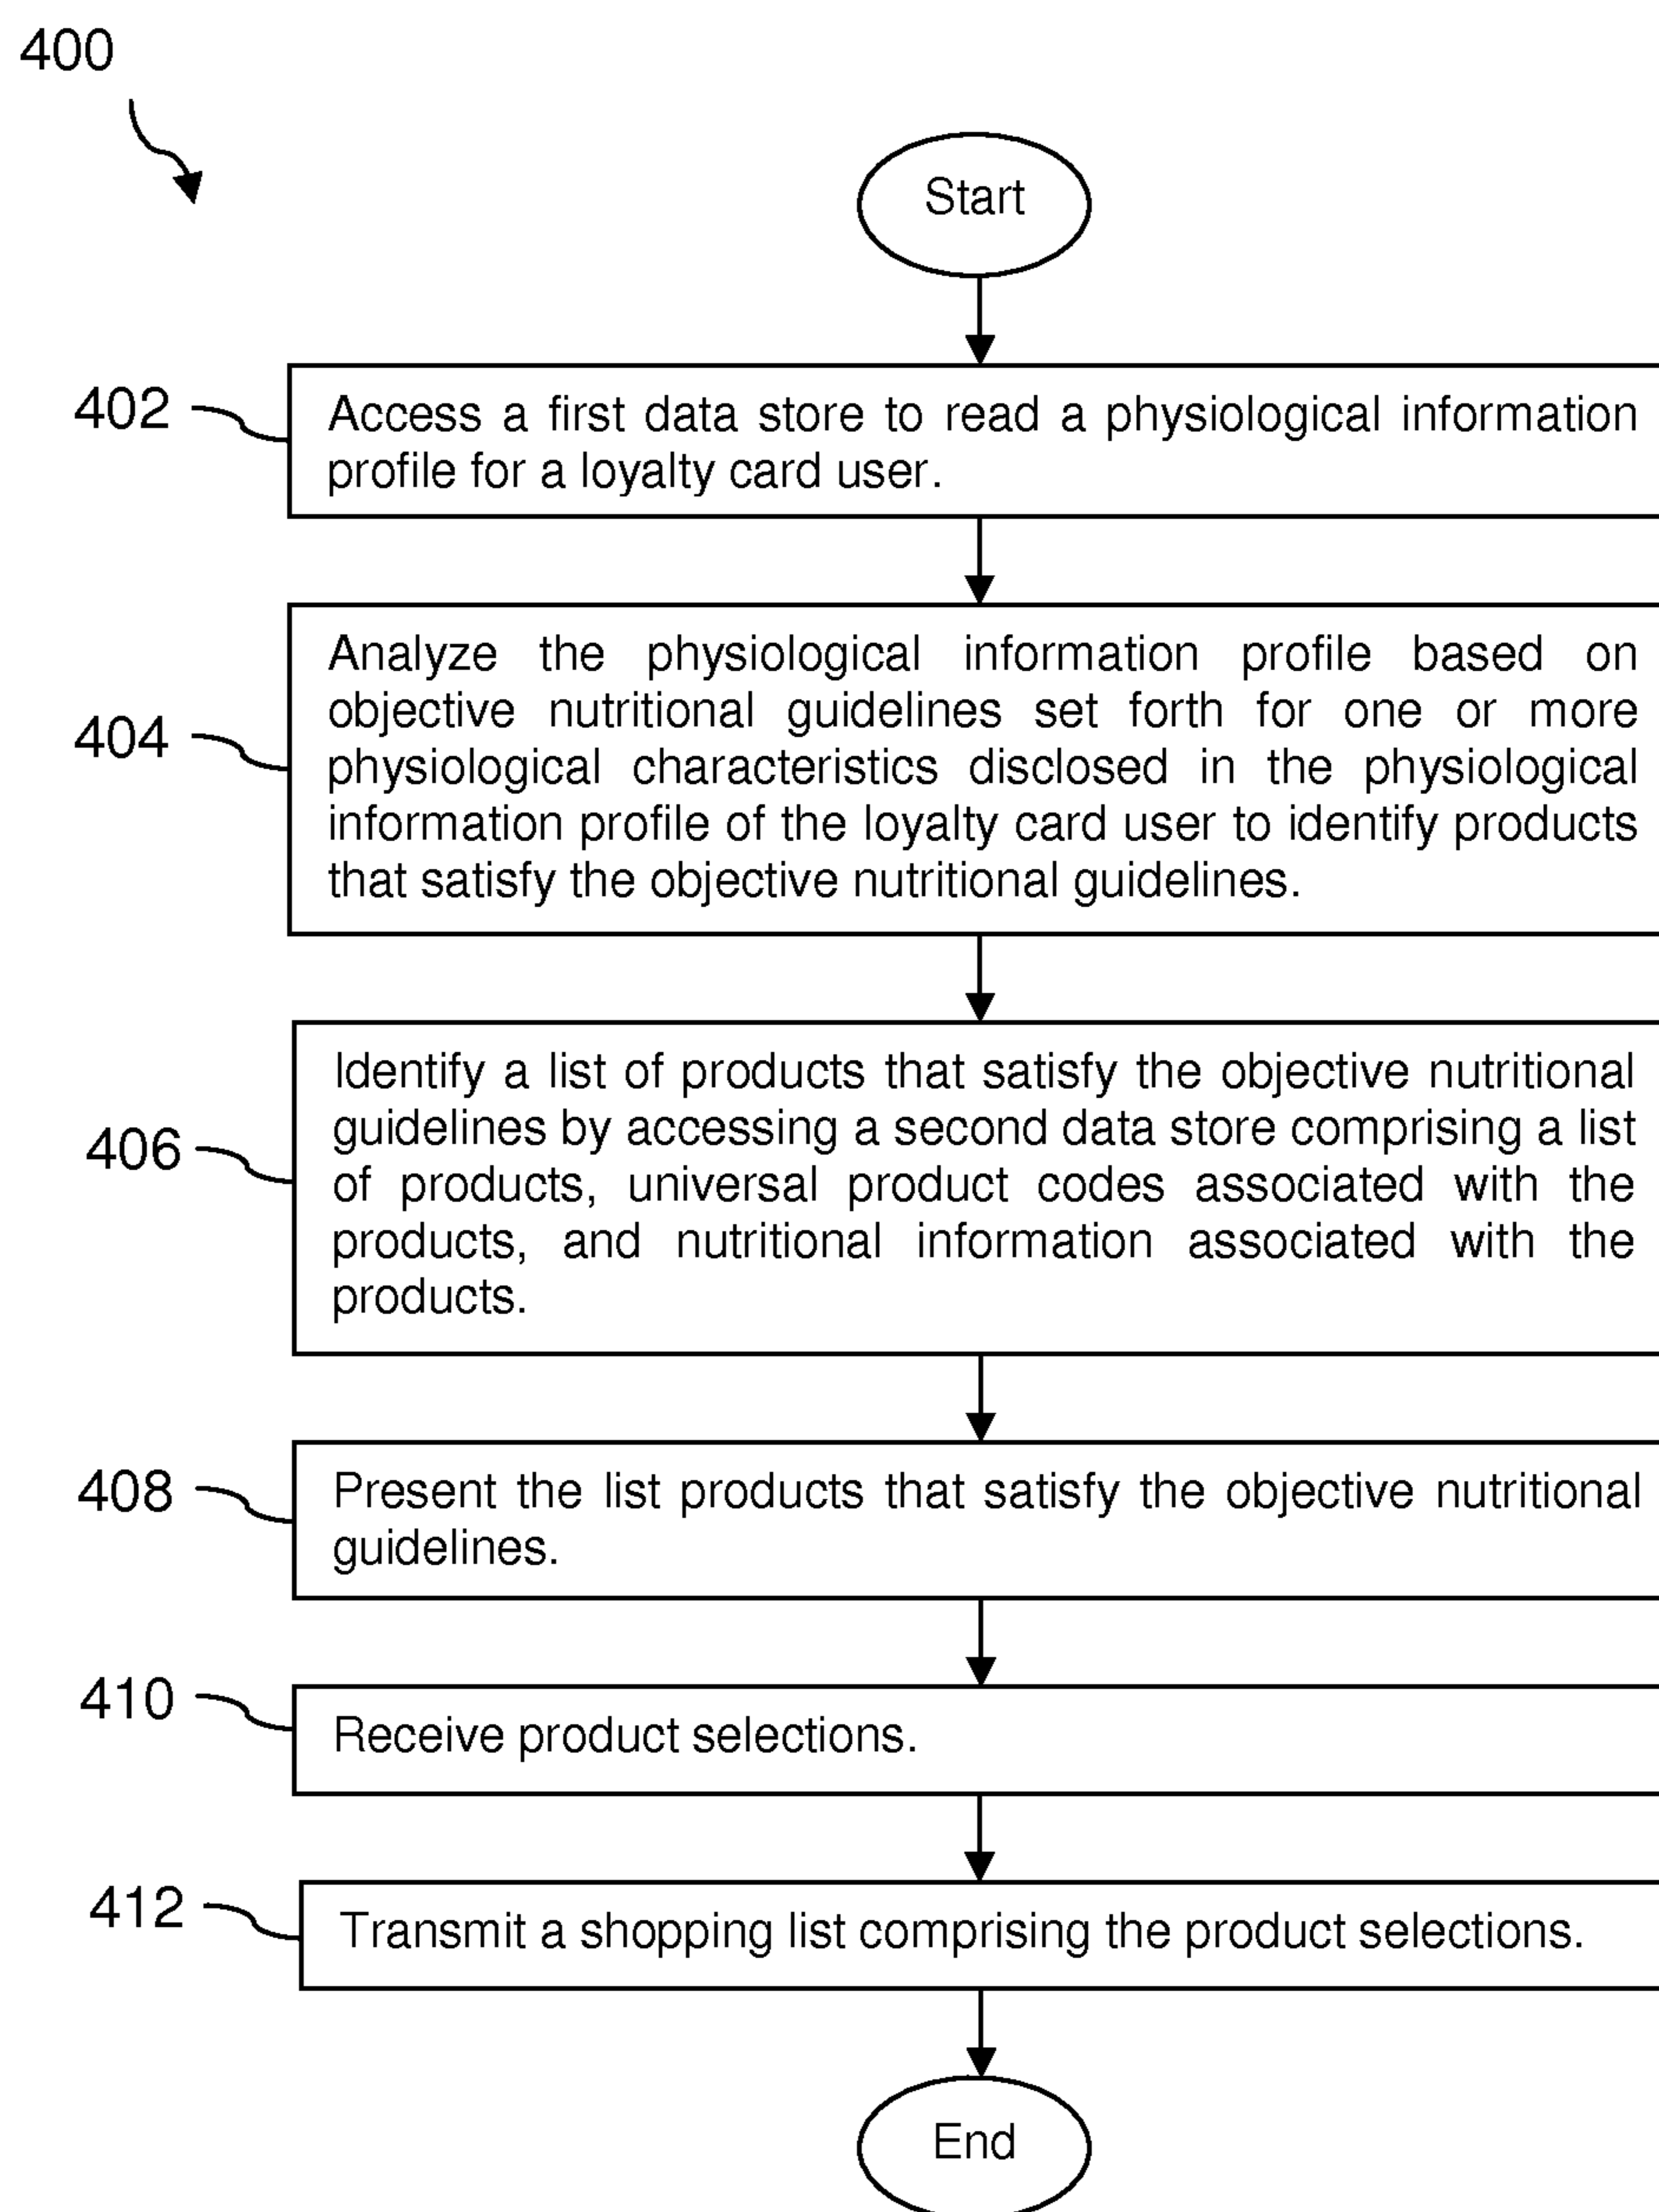 400
Start
402
Access a first data store to read a physiological information
profile for a loyalty card user.
404
Analyze the physiological information profile based on
objective nutritional guidelines set forth for one or more
physiological characteristics disclosed in the physiological
information profile of the loyalty card user to identify products
that satisfy the objective nutritional guidelines.
406
Identify a list of products that satisfy the objective nutritional
guidelines by accessing a second data store comprising a list
of products, universal product codes associated with the
products, and nutritional information associated with the
products.
408
Present the list products that satisfy the objective nutritional
guidelines.
410
Receive product selections.
412
Transmit a shopping list comprising the product selections.
End